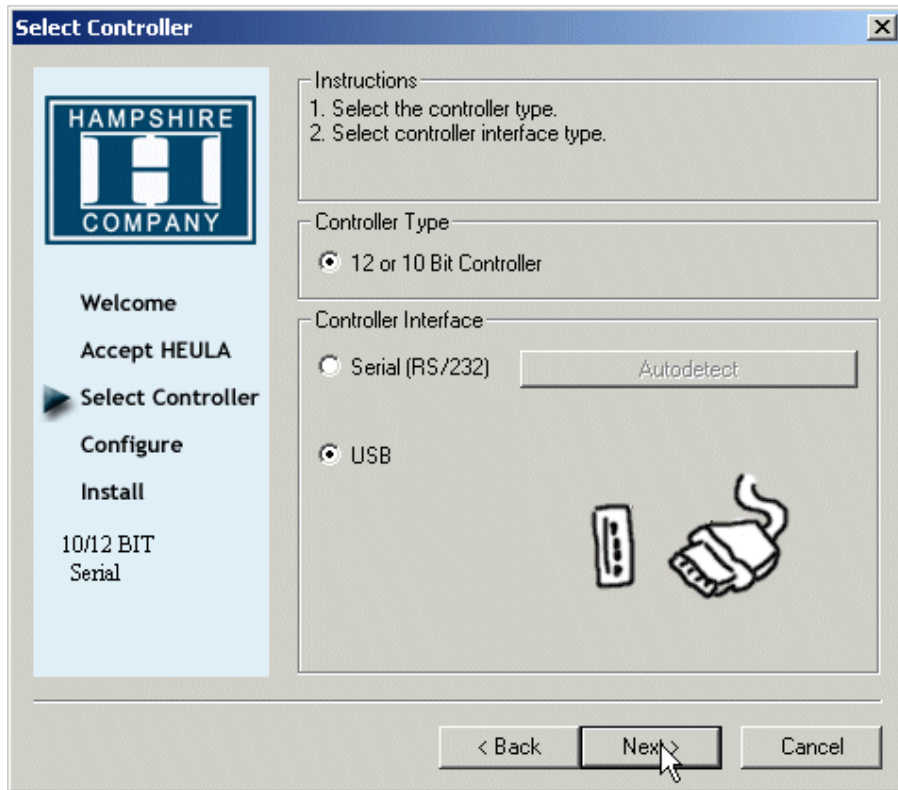 Select Controller
HAMPSHIRE
COMPANY
Welcome
Accept HEULA
Select Controller
Configure
Install
10/12 BIT
Serial
Instructions
1. Select the controller type.
2. Select controller interface type.
Controller Type
12 or 10 Bit Controller
Controller Interface
Serial (RS/232)
Autodetect
USB
< Back
Next >
Cancel